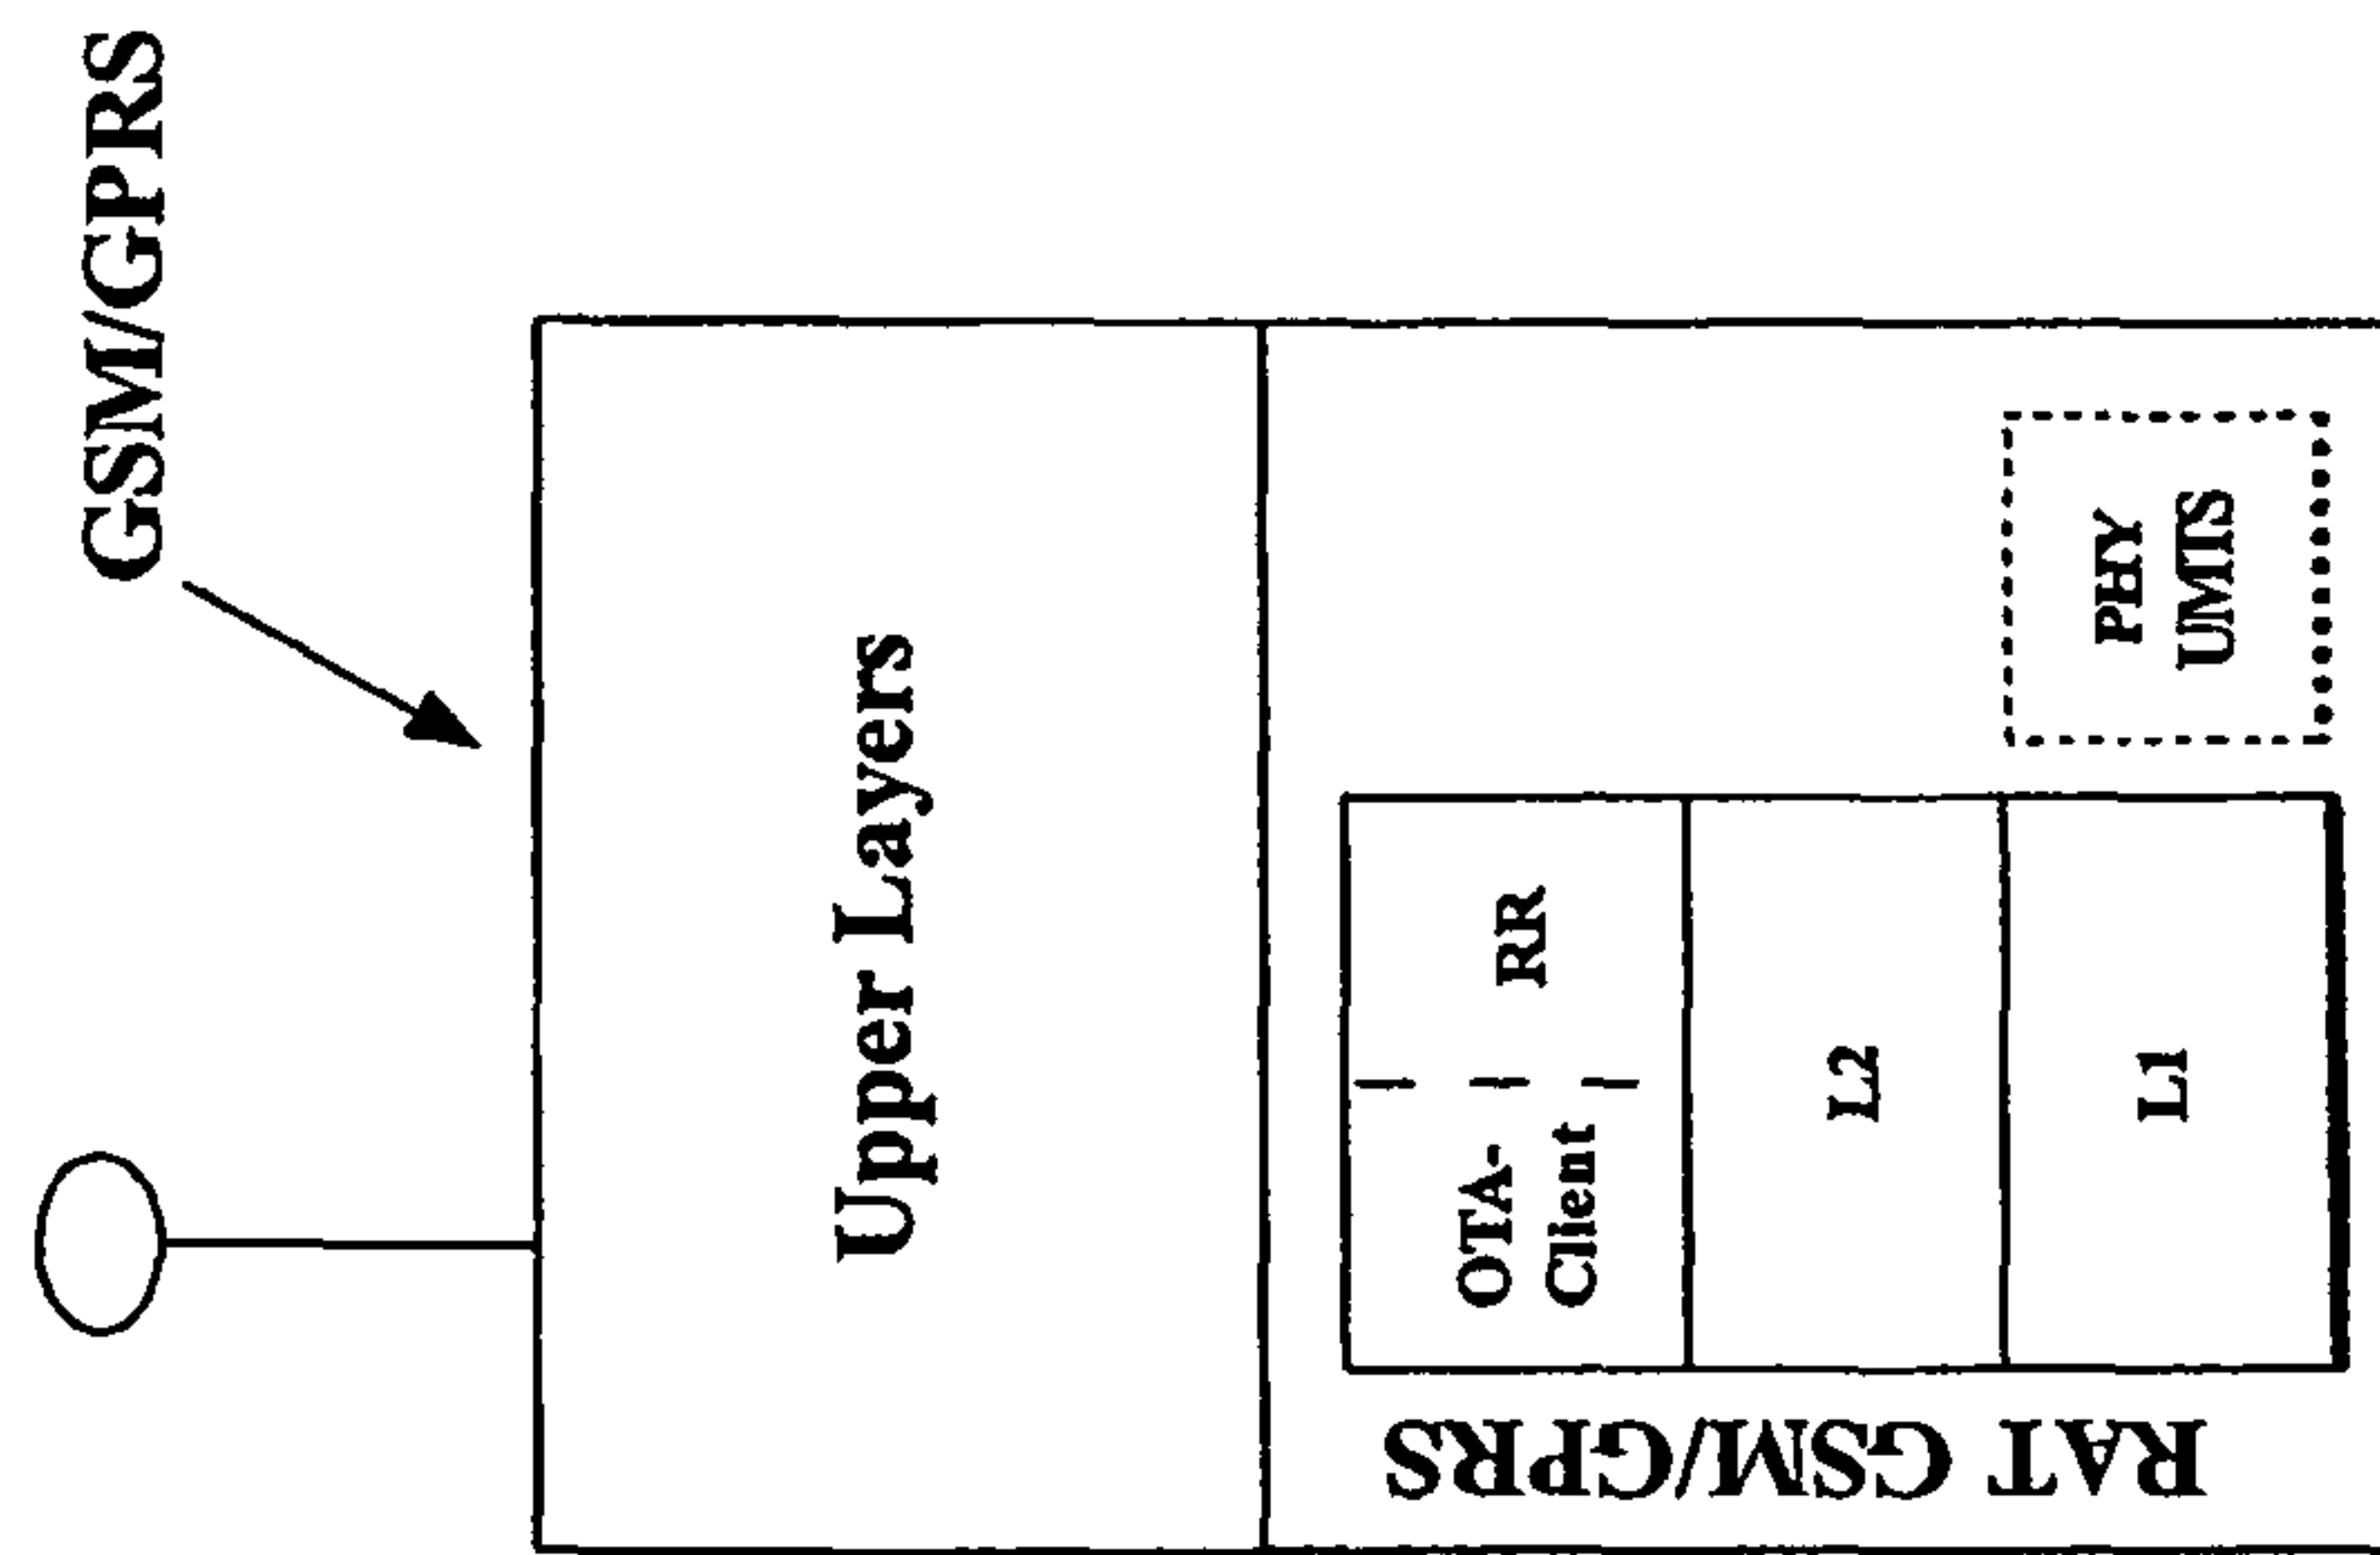 GSM/GPRS
Upper Layers
OTA-
Client
RR
L2
L1
PHY
UMTS
RAT GSM/GPRS